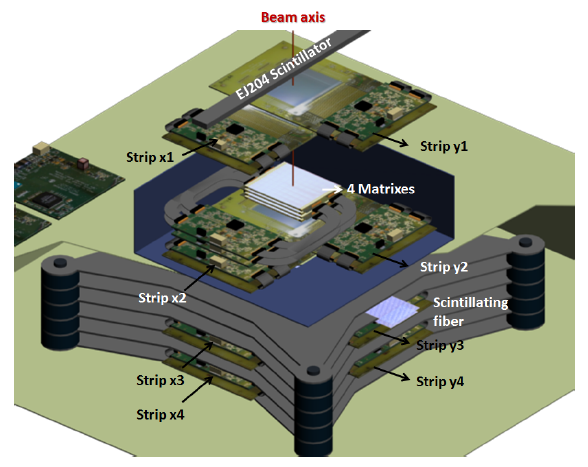 Beam axis
EJ204 Scintillator
Strip x1
Strip y1
4 Matrixes
Strip y2
Strip x2
Scintillating
fiber
Strip y3
Strip x3
Strip y4
Strip x4